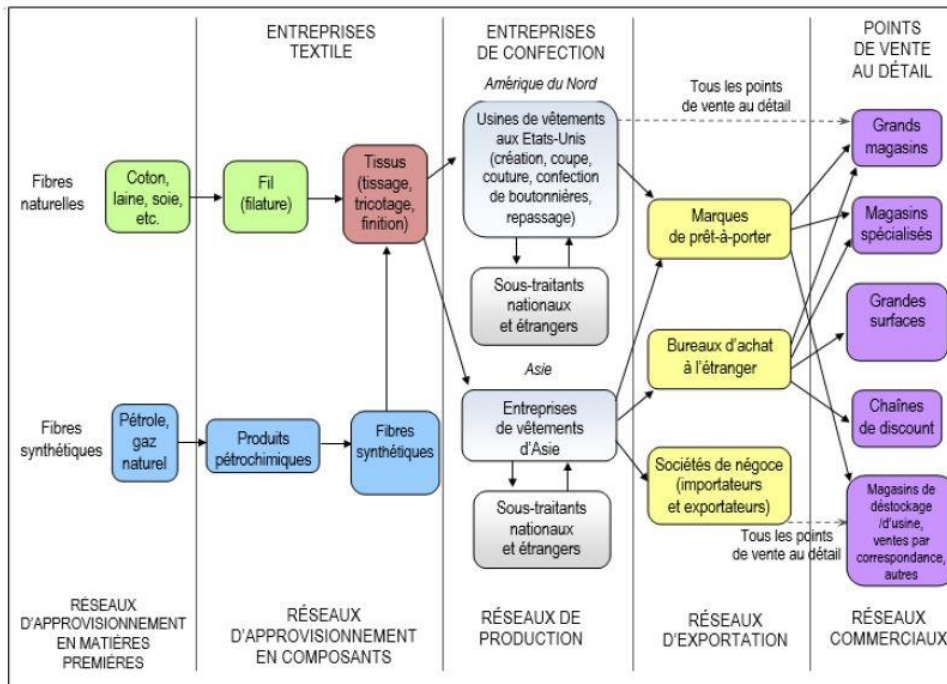 ENTREPRISES
TEXTILE
ENTREPRISES
DE CONFECTION
POINTS
DE VENTE
AU DÉTAIL
Amérique du Nord
Tous les points
de vente au détail
Fibres
naturelles
Coton,
laine, soie,
etc.
Fil
(filature)
Tissus
(tissage,
tricotage,
finition)
Usines de vêtements
aux Etats-Unis
(création, coupe,
couture, confection
de boutonnières,
repassage)
Sous-traitants
nationaux
et étrangers
Marques
de prêt-à-porter
Grands
magasins
Magasins
spécialisés
Grandes
surfaces
Bureaux d'achat
à l'étranger
Asie
Fibres
synthétiques
Pétrole,
gaz
naturel
Produits
pétrochimiques
Fibres
synthétiques
Entreprises
de vêtements
d'Asie
Sous-traitants
nationaux
et étrangers
Sociétés de négoce
(importateurs
et exportateurs)
Chaînes
de discount
Tous les points
de vente au détail
Magasins de
déstockage
/d'usine,
ventes par
correspondance,
autres
RÉSEAUX
D'APPROVISIONNEMENT
EN MATIÈRES
PREMIÈRES
RÉSEAUX
D'APPROVISIONNEMENT
EN COMPOSANTS
RÉSEAUX DE
PRODUCTION
RÉSEAUX
D'EXPORTATION
RÉSEAUX
COMMERCIAUX